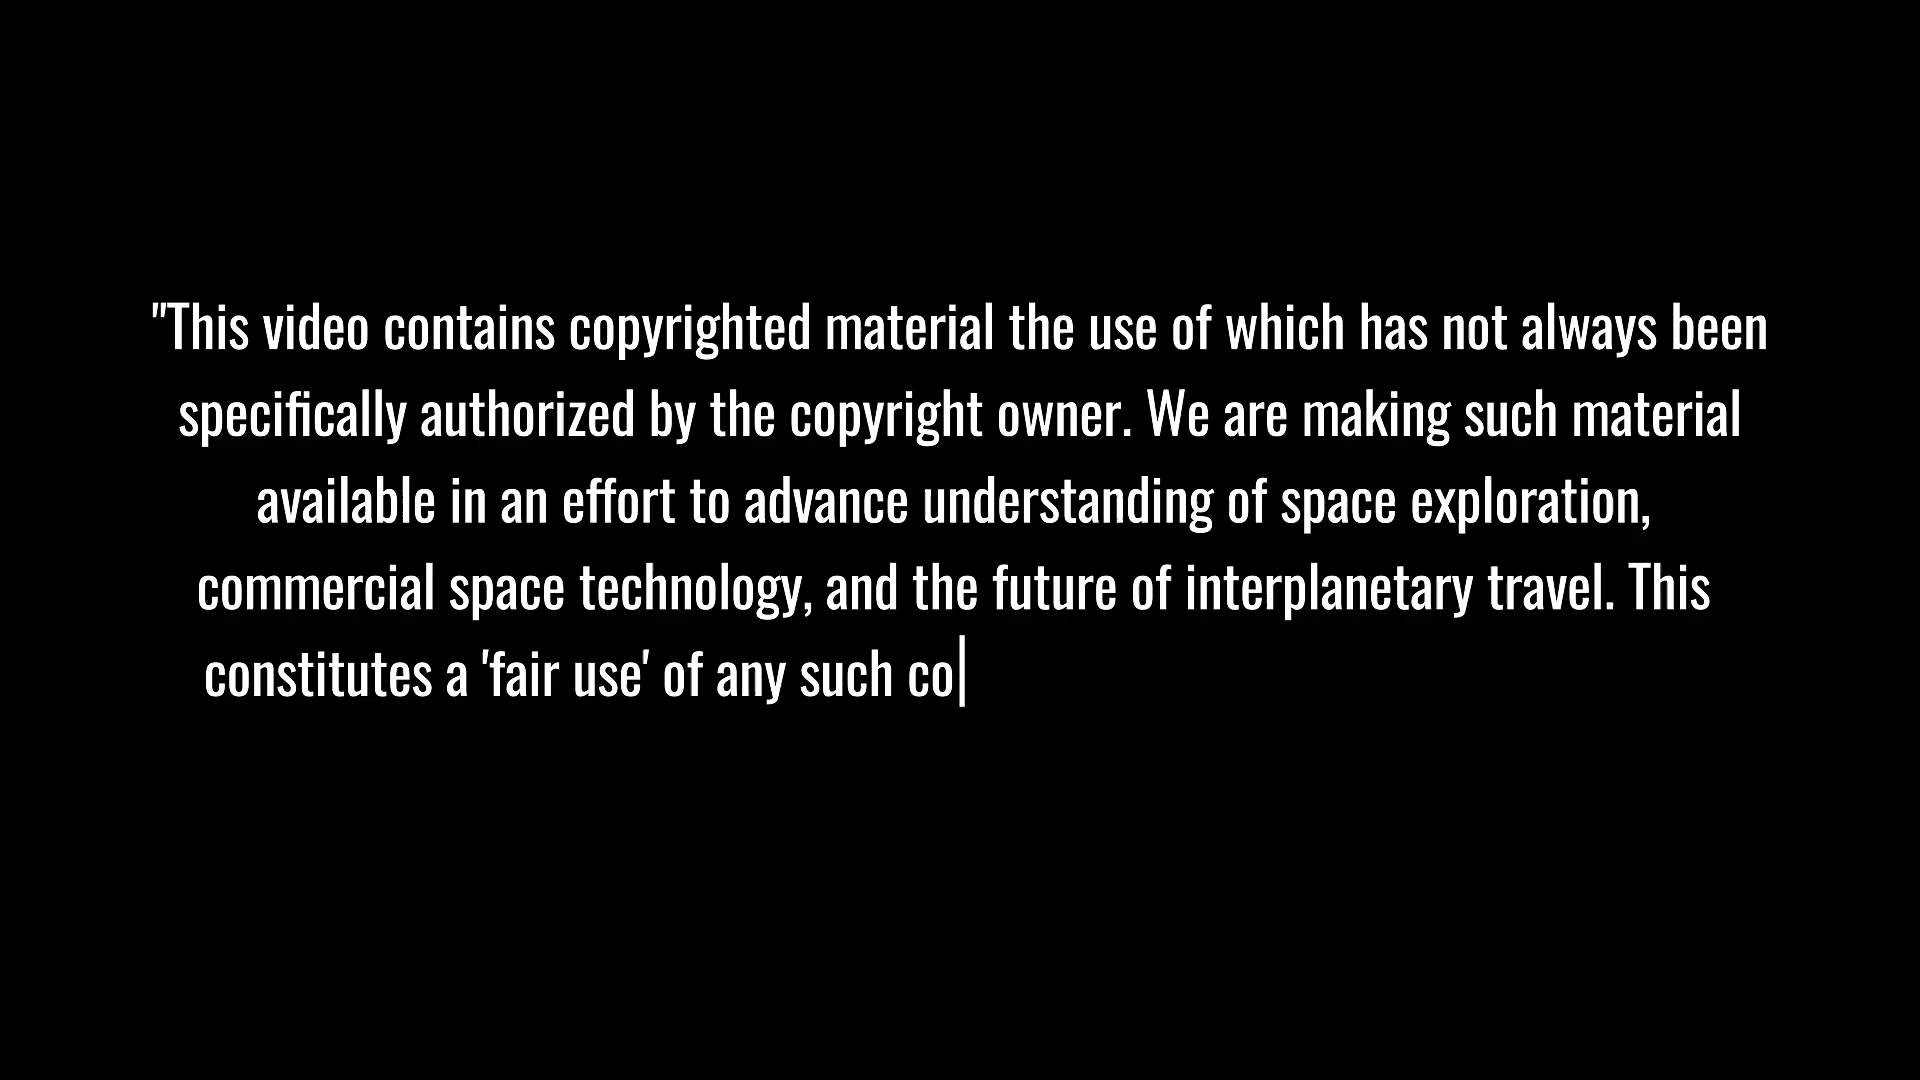 "This video contains copyrighted material the use of which has not always been
specifically authorized by the copyright owner. We are making such material
available in an effort to advance understanding of space exploration,
commercial space technology, and the future of interplanetary travel. This
constitutes a 'fair use' of any such co